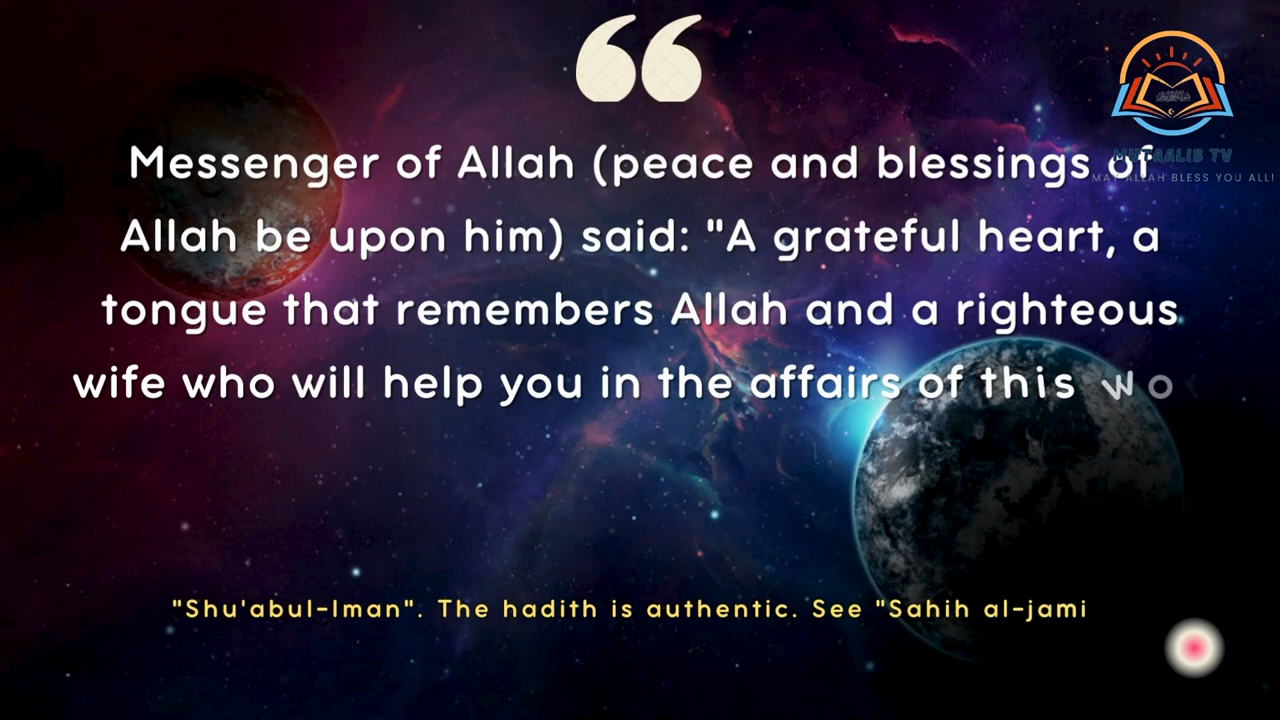 Messenger of Allah (peace and blessings of
Allah be upon him) said: "A grateful heart, a
tongue that remembers Allah and a righteous
wife who will help you in the affairs of this wo
"Shu'abul-Iman". The hadith is authentic. See "Sahih al-jami
MUTAALIB TV
MAY ALLAH BLESS YOU ALL!